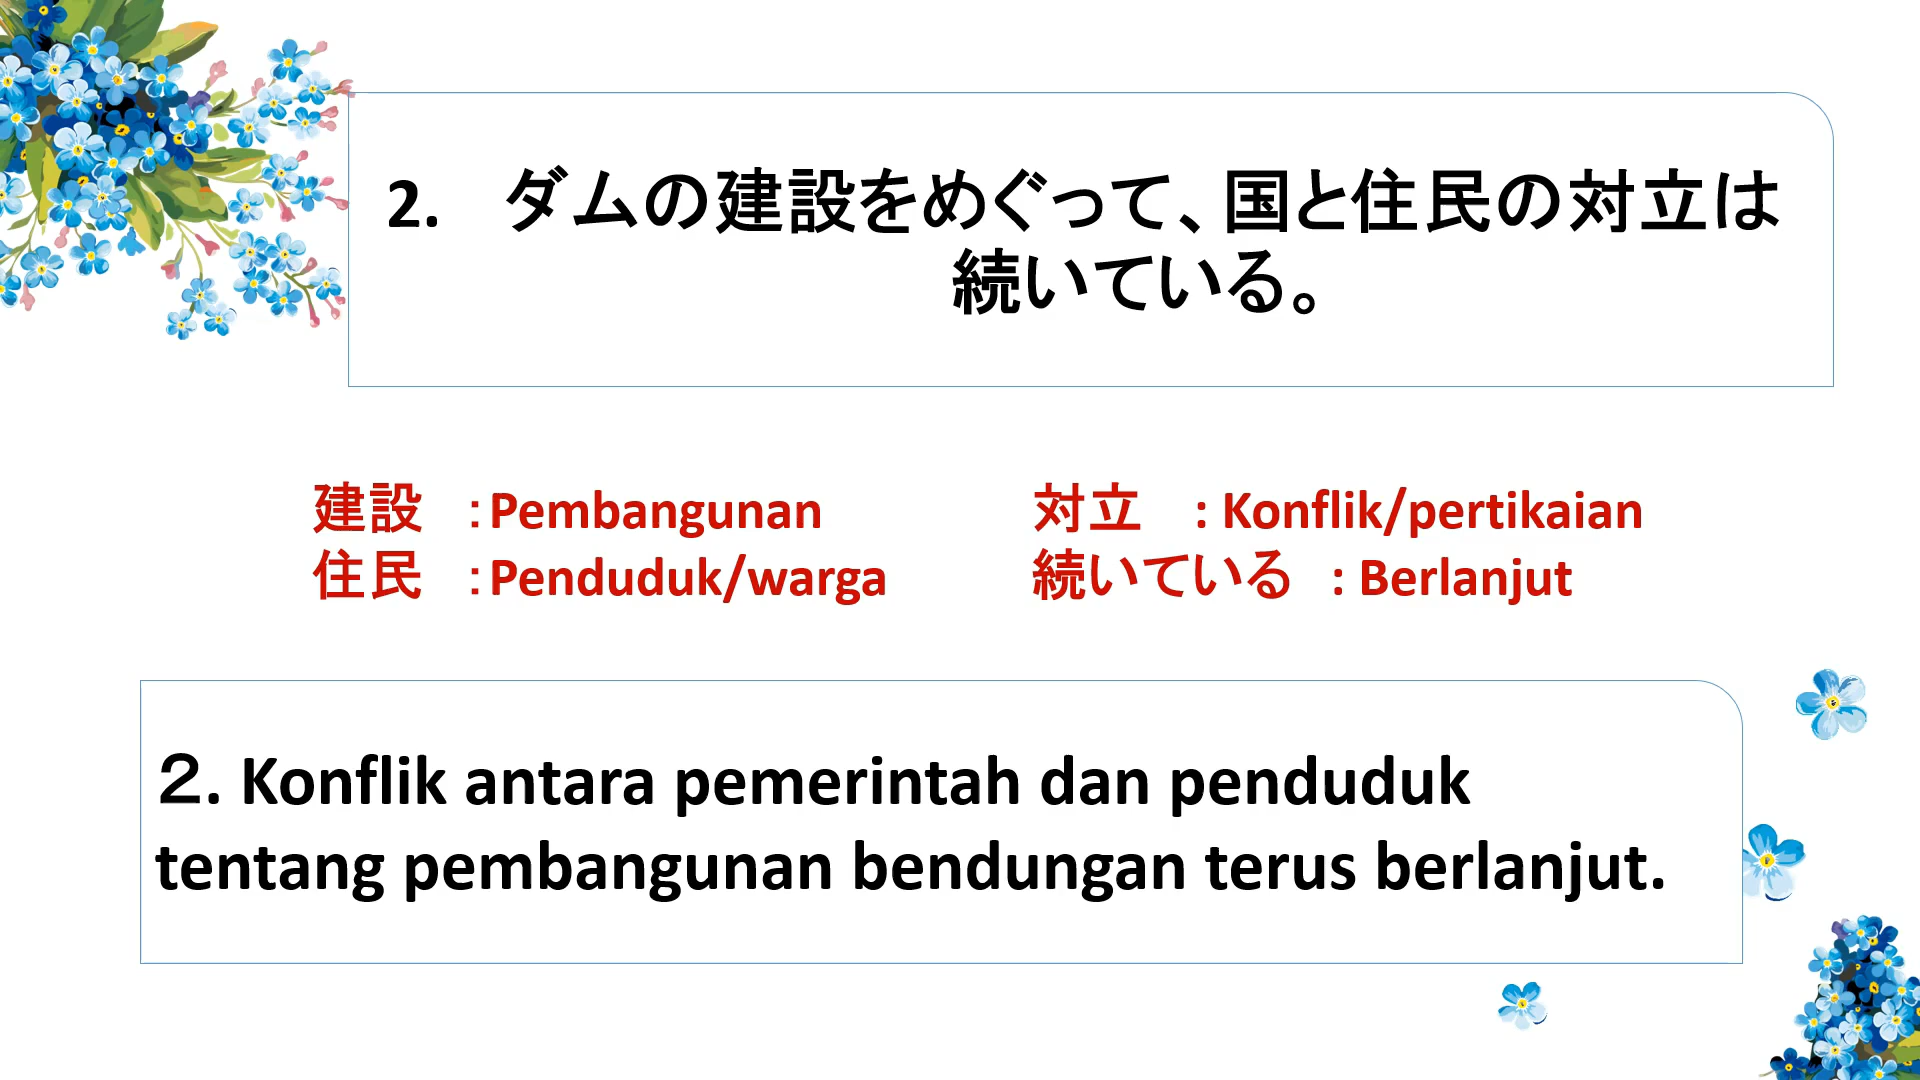 2. ダムの建設をめぐって、国と住民の対立は
続いている。
建設 ：Pembangunan 対立 : Konflik/pertikaian
住民 ：Penduduk/warga 続いている : Berlanjut
２. Konflik antara pemerintah dan penduduk
tentang pembangunan bendungan terus berlanjut.